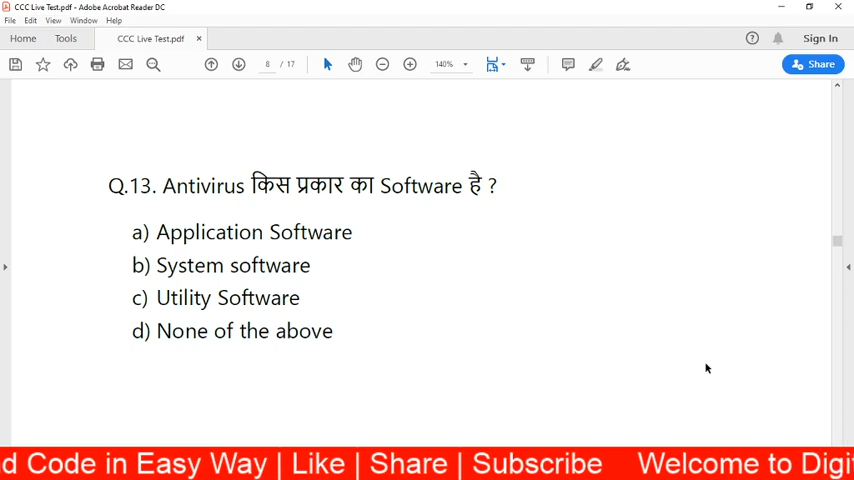 CCC Live Test.pdf - Adobe Acrobat Reader DC
File Edit View Window Help
Home Tools CCC Live Test.pdf × Sign In
8 / 17 140% Share
Q.13. Antivirus किस प्रकार का Software है ?
a) Application Software
b) System software
c) Utility Software
d) None of the above
d Code in Easy Way | Like | Share | Subscribe Welcome to Digi